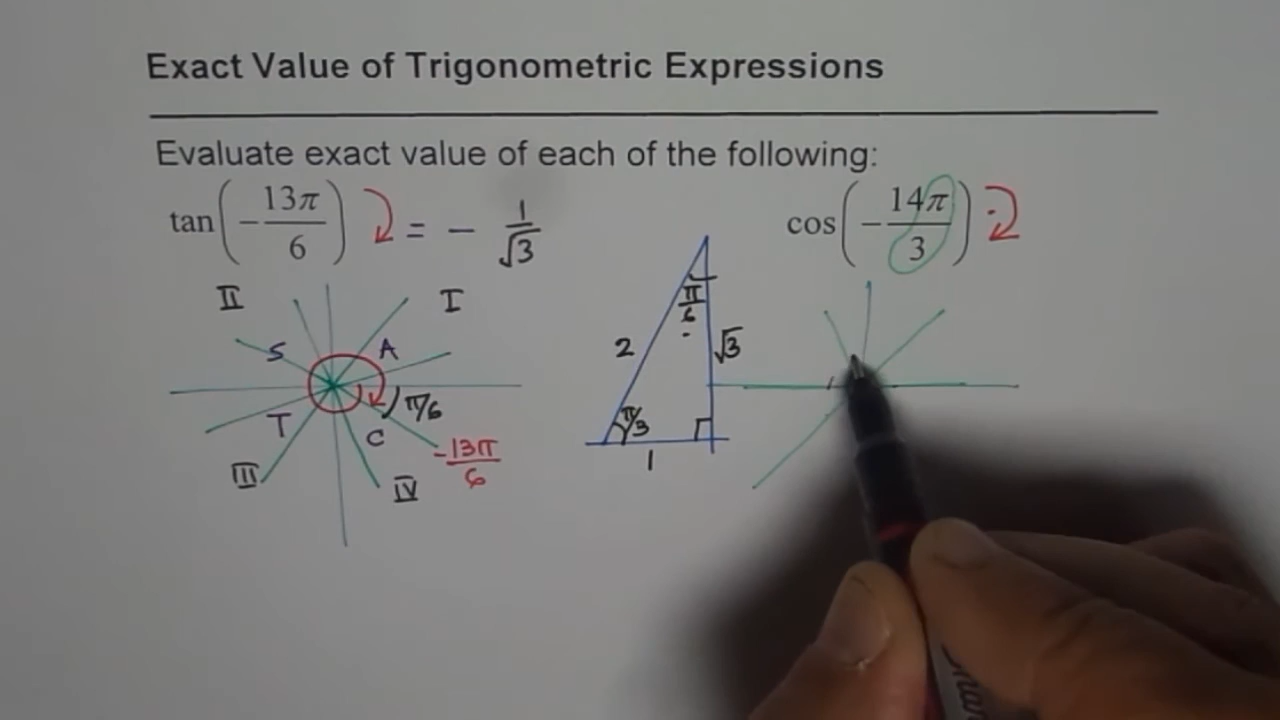 Exact Value of Trigonometric Expressions
Evaluate exact value of each of the following:
tan(-13π/6) = - 1/√3
cos(-14π/3)
II I
S A
T C
π/6
-13π/6
III IV
π/6
2 √3
π/3
1